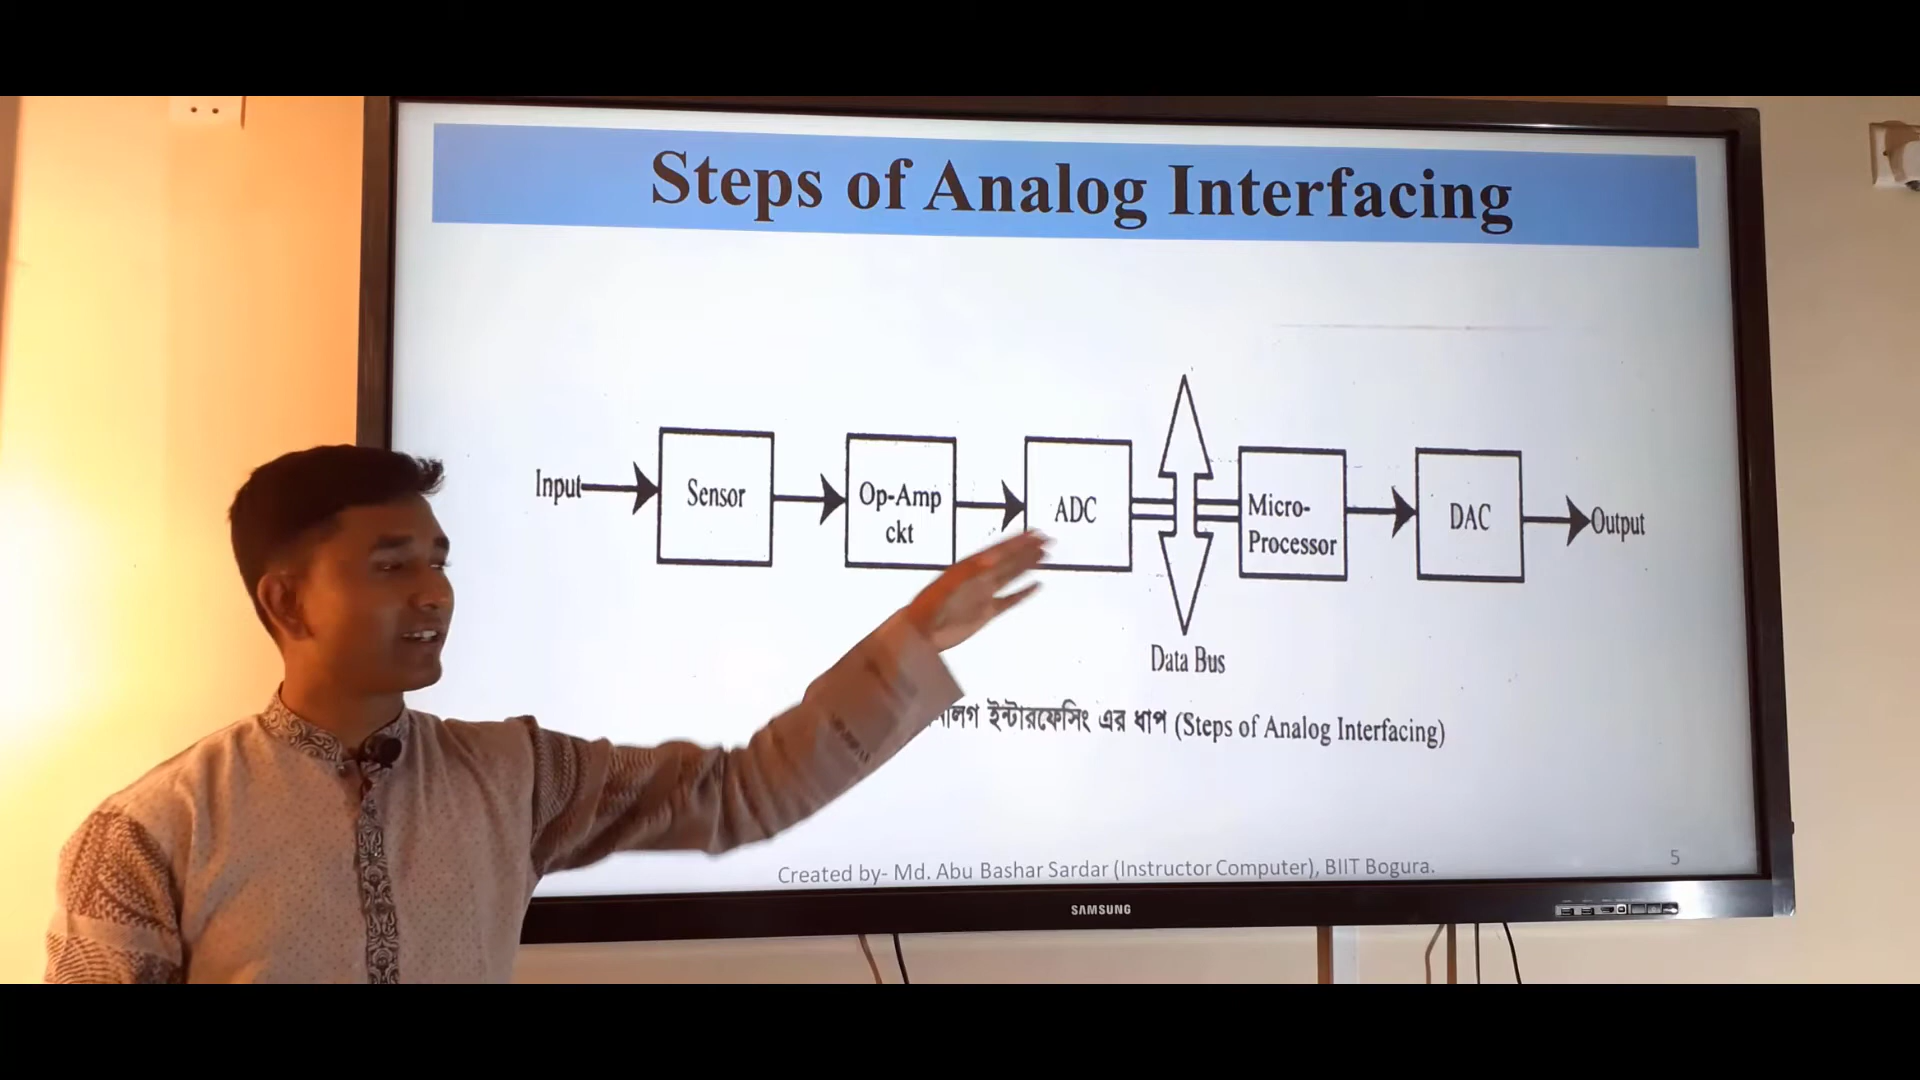 Steps of Analog Interfacing
Input
Sensor
Op-Amp
ckt
ADC
Micro-
Processor
DAC
Output
Data Bus
ইন্টারফেসিং এর ধাপ (Steps of Analog Interfacing)
Created by- Md. Abu Bashar Sardar (Instructor Computer), BIIT Bogura.
5
SAMSUNG